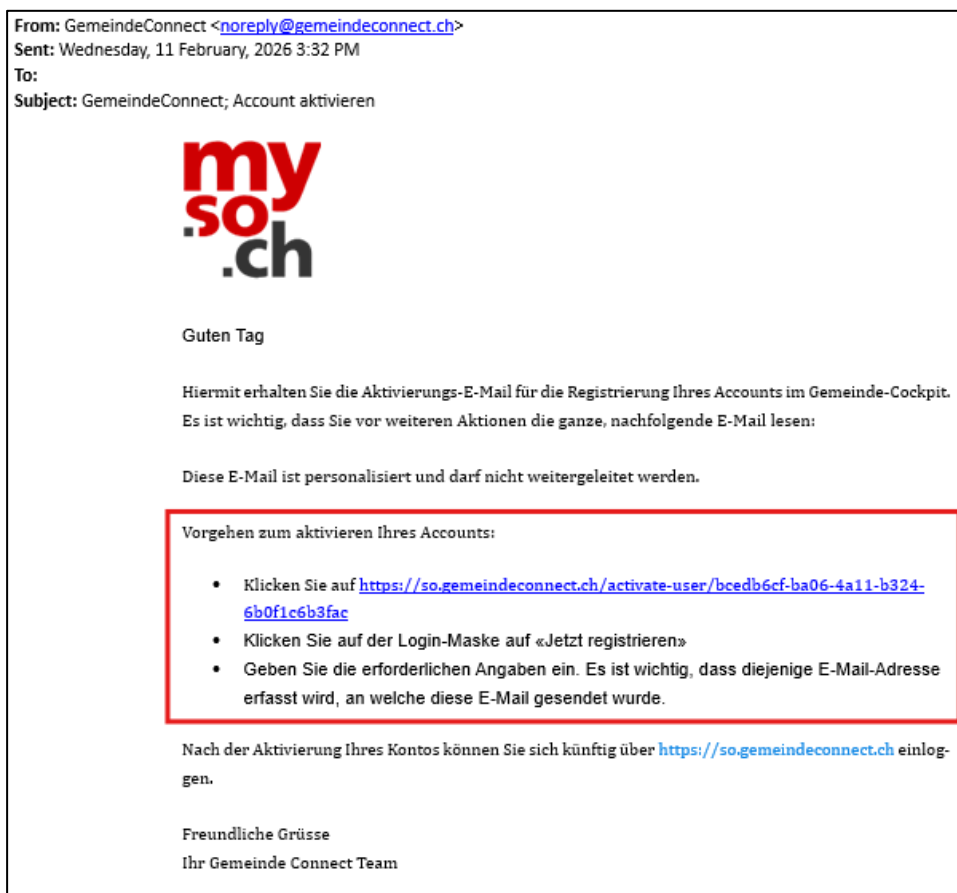 From: GemeindeConnect <noreply@gemeindeconnect.ch>
Sent: Wednesday, 11 February, 2026 3:32 PM
To:
Subject: GemeindeConnect; Account aktivieren
my
.so
.ch
Guten Tag
Hiermit erhalten Sie die Aktivierungs-E-Mail für die Registrierung Ihres Accounts im Gemeinde-Cockpit.
Es ist wichtig, dass Sie vor weiteren Aktionen die ganze, nachfolgende E-Mail lesen:
Diese E-Mail ist personalisiert und darf nicht weitergeleitet werden.
Vorgehen zum aktivieren Ihres Accounts:
• Klicken Sie auf https://so.gemeindeconnect.ch/activate-user/bcedb6cf-ba06-4a11-b324-
6b0f1c6b3fac
• Klicken Sie auf der Login-Maske auf «Jetzt registrieren»
• Geben Sie die erforderlichen Angaben ein. Es ist wichtig, dass diejenige E-Mail-Adresse
erfasst wird, an welche diese E-Mail gesendet wurde.
Nach der Aktivierung Ihres Kontos können Sie sich künftig über https://so.gemeindeconnect.ch einlog-
gen.
Freundliche Grüsse
Ihr Gemeinde Connect Team